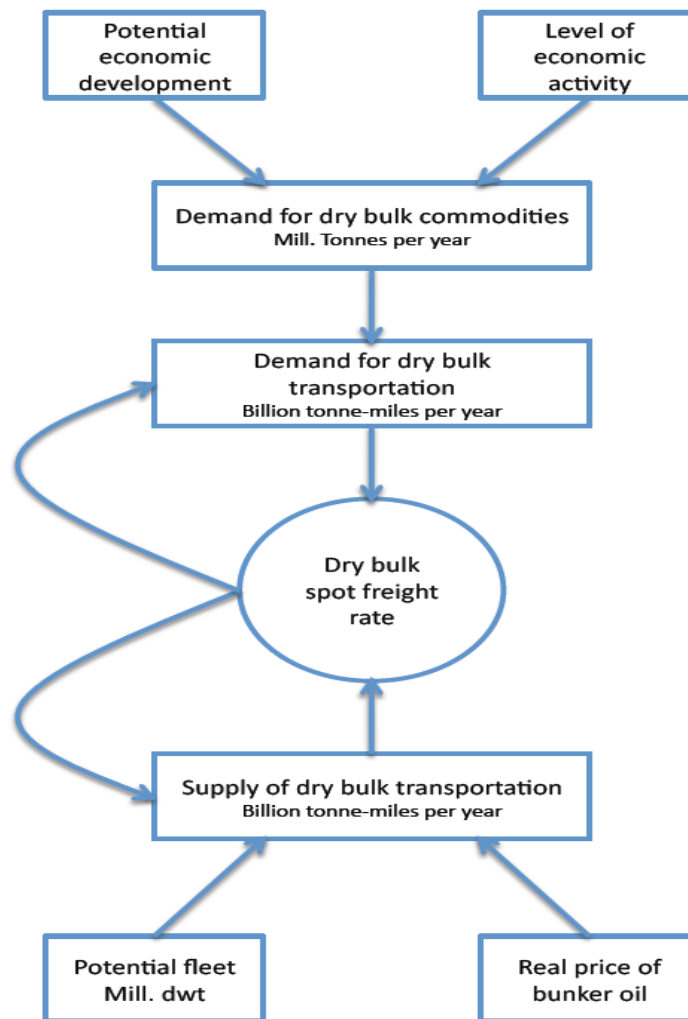 Potential
economic
development
Level of
economic
activity
Demand for dry bulk commodities
Mill. Tonnes per year
Demand for dry bulk
transportation
Billion tonne-miles per year
Dry bulk
spot freight
rate
Supply of dry bulk transportation
Billion tonne-miles per year
Potential fleet
Mill. dwt
Real price of
bunker oil